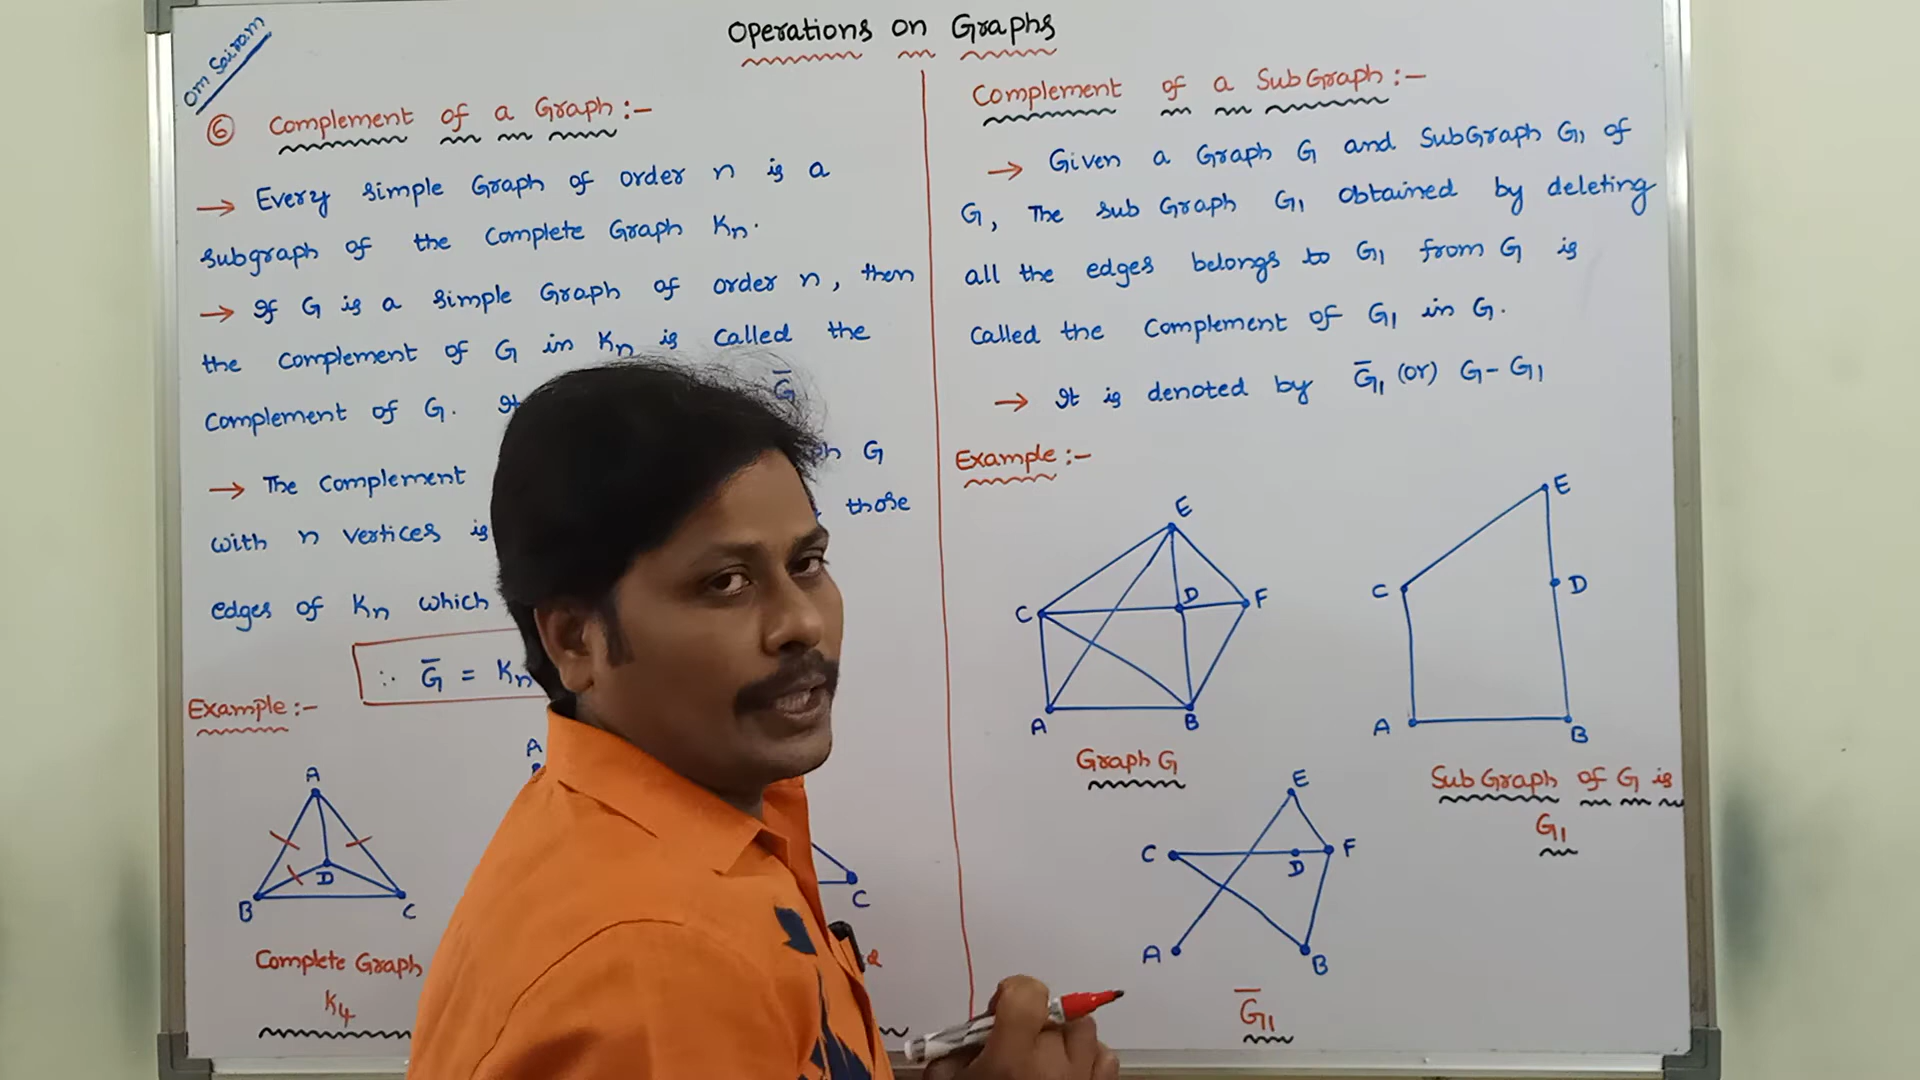 Operations on Graphs
Om Sairam
⑥ Complement of a Graph :-
→ Every simple Graph of order n is a
subgraph of the Complete Graph Kn.
→ If G is a simple Graph of order n, then
the complement of G in Kn is called the
Complement of G. It G̅
→ The Complement G
with n vertices is those
edges of Kn which
∴ G̅ = Kn
Example :-
A
B
D
C
Complete Graph
K4
A
C
Complement of a SubGraph :-
→ Given a Graph G and SubGraph G1 of
G, The sub Graph G1 obtained by deleting
all the edges belongs to G1 from G is
called the Complement of G1 in G.
→ It is denoted by G̅1 (or) G-G1
Example :-
E
C
D
F
A
B
Graph G
E
C
D
A
B
Sub Graph of G is
G1
E
C
D
F
A
B
G̅1